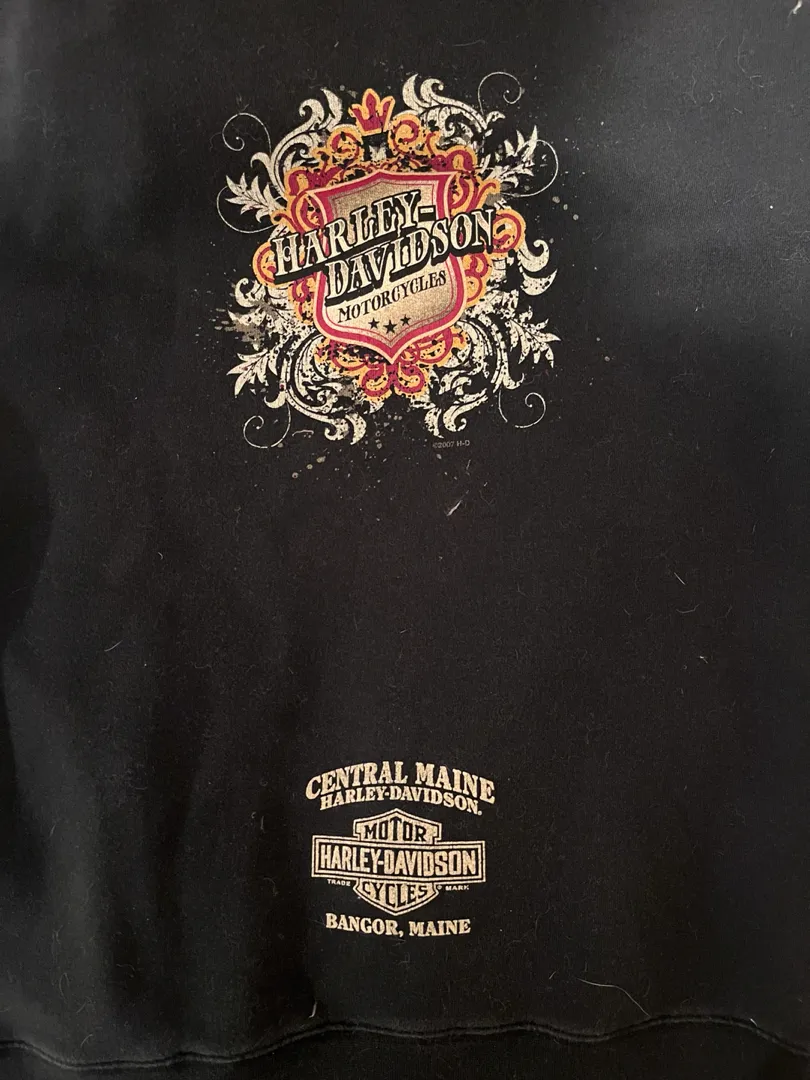 HARLEY-
DAVIDSON
MOTORCYCLES
©2007 H-D
CENTRAL MAINE
HARLEY-DAVIDSON.
MOTOR
HARLEY-DAVIDSON
TRADE CYCLES ® MARK
BANGOR, MAINE